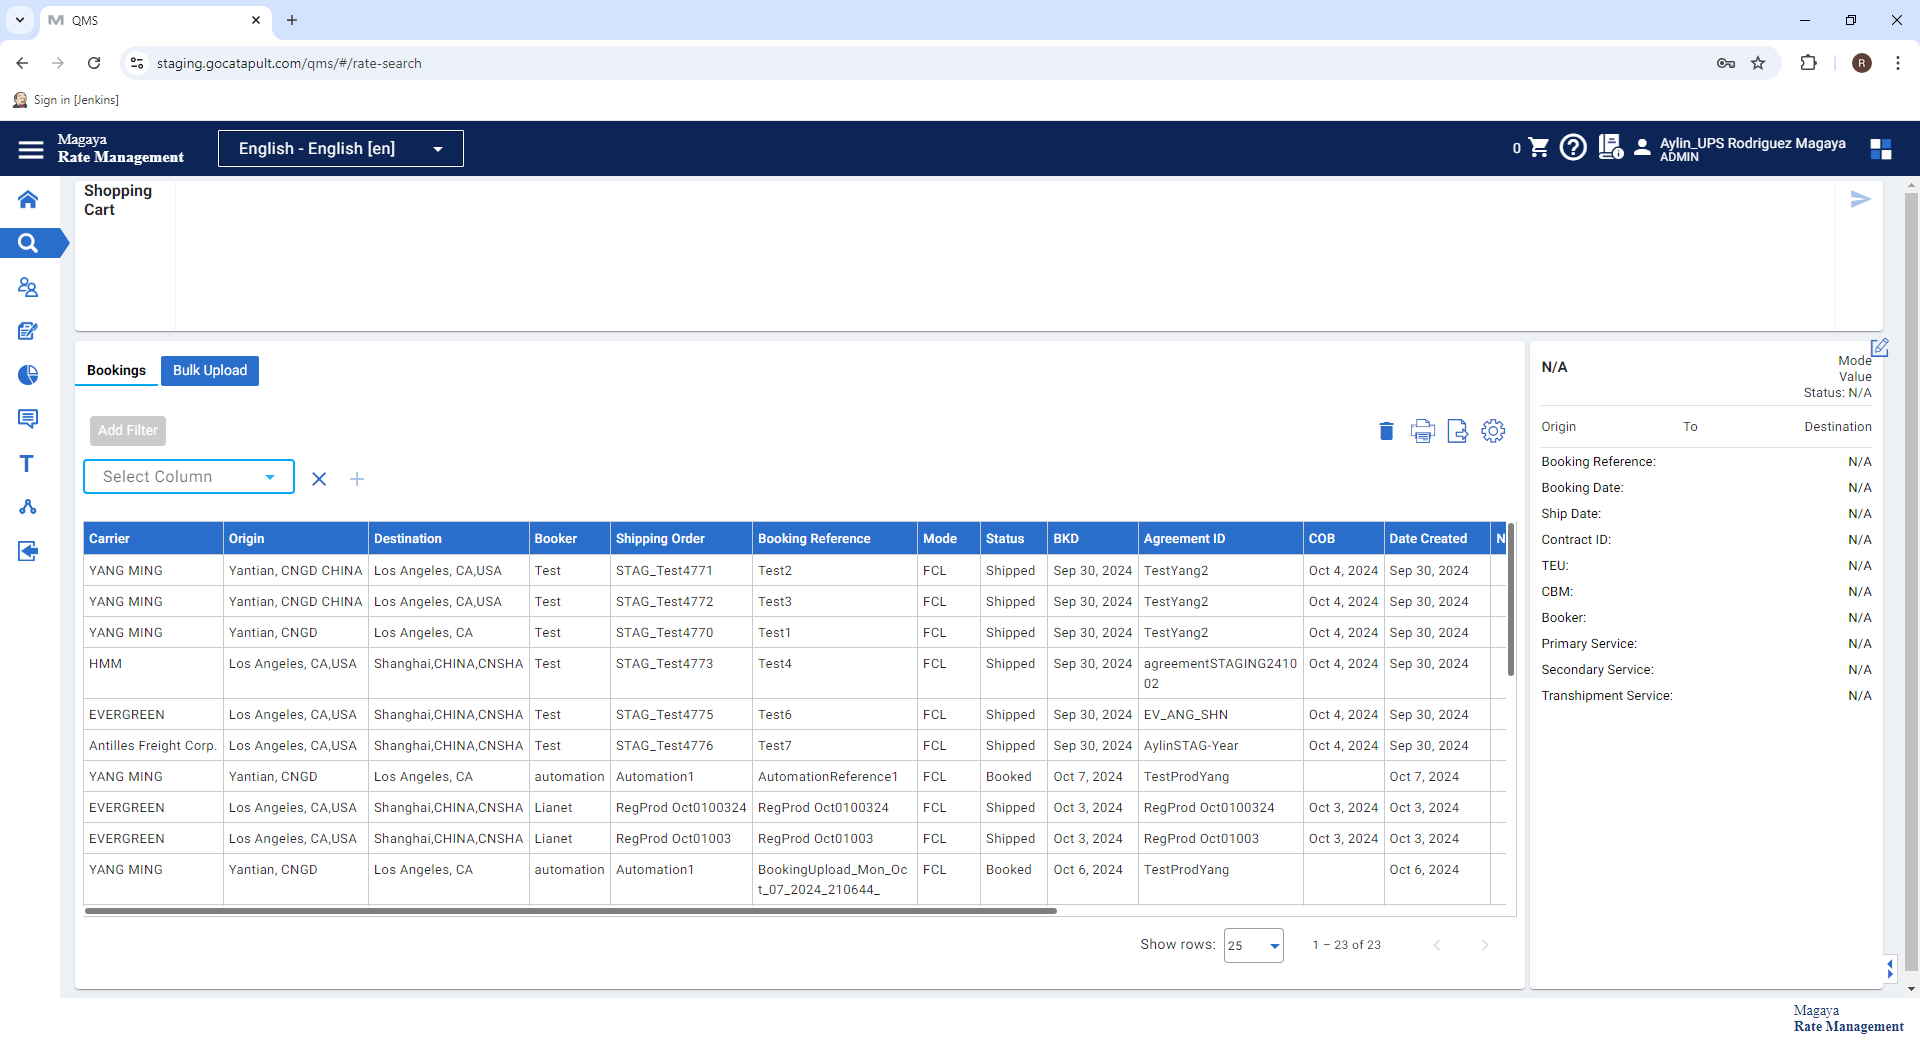 QMS
staging.gocatapult.com/qms/#/rate-search
R
Sign in [Jenkins]
Magaya
Rate Management
English - English [en]
0
Aylin_UPS Rodriguez Magaya
ADMIN
Shopping
Cart
Bookings
Bulk Upload
Add Filter
Select Column
Carrier Origin Destination Booker Shipping Order Booking Reference Mode Status BKD Agreement ID COB Date Created N
YANG MING Yantian, CNGD CHINA Los Angeles, CA,USA Test STAG_Test4771 Test2 FCL Shipped Sep 30, 2024 TestYang2 Oct 4, 2024 Sep 30, 2024
YANG MING Yantian, CNGD CHINA Los Angeles, CA,USA Test STAG_Test4772 Test3 FCL Shipped Sep 30, 2024 TestYang2 Oct 4, 2024 Sep 30, 2024
YANG MING Yantian, CNGD Los Angeles, CA Test STAG_Test4770 Test1 FCL Shipped Sep 30, 2024 TestYang2 Oct 4, 2024 Sep 30, 2024
HMM Los Angeles, CA,USA Shanghai,CHINA,CNSHA Test STAG_Test4773 Test4 FCL Shipped Sep 30, 2024 agreementSTAGING2410 Oct 4, 2024 Sep 30, 2024
02
EVERGREEN Los Angeles, CA,USA Shanghai,CHINA,CNSHA Test STAG_Test4775 Test6 FCL Shipped Sep 30, 2024 EV_ANG_SHN Oct 4, 2024 Sep 30, 2024
Antilles Freight Corp. Los Angeles, CA,USA Shanghai,CHINA,CNSHA Test STAG_Test4776 Test7 FCL Shipped Sep 30, 2024 AylinSTAG-Year Oct 4, 2024 Sep 30, 2024
YANG MING Yantian, CNGD Los Angeles, CA automation Automation1 AutomationReference1 FCL Booked Oct 7, 2024 TestProdYang Oct 7, 2024
EVERGREEN Los Angeles, CA,USA Shanghai,CHINA,CNSHA Lianet RegProd Oct0100324 RegProd Oct0100324 FCL Shipped Oct 3, 2024 RegProd Oct0100324 Oct 3, 2024 Oct 3, 2024
EVERGREEN Los Angeles, CA,USA Shanghai,CHINA,CNSHA Lianet RegProd Oct01003 RegProd Oct01003 FCL Shipped Oct 3, 2024 RegProd Oct01003 Oct 3, 2024 Oct 3, 2024
YANG MING Yantian, CNGD Los Angeles, CA automation Automation1 BookingUpload_Mon_Oc FCL Booked Oct 6, 2024 TestProdYang Oct 6, 2024
t_07_2024_210644_
Show rows: 25 1 – 23 of 23
N/A
Mode
Value
Status: N/A
Origin To Destination
Booking Reference: N/A
Booking Date: N/A
Ship Date: N/A
Contract ID: N/A
TEU: N/A
CBM: N/A
Booker: N/A
Primary Service: N/A
Secondary Service: N/A
Transhipment Service: N/A
Magaya
Rate Management